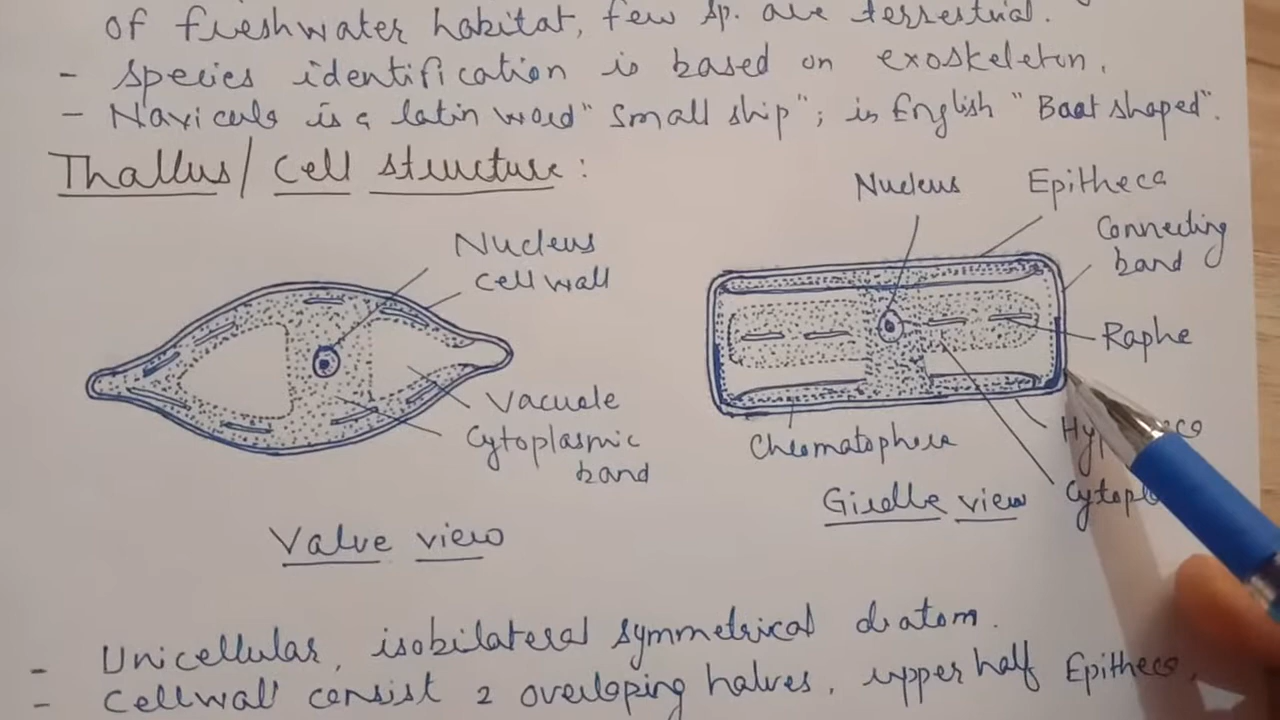 of freshwater habitat, few sp. are terrestrial.
- Species identification is based on exoskeleton.
- Navicula is a latin word "Small ship"; in English "Boat shaped".
Thallus/ Cell structure:
Nucleus
Cell wall
Vacuole
Cytoplasmic
band
Valve view
Nucleus
Epitheca
Connecting
band
Raphe
Chromatophore
Girdle view
- Unicellular, isobilateral symmetrical diatom.
- Cellwall consist 2 overlaping halves, upper half Epitheca,